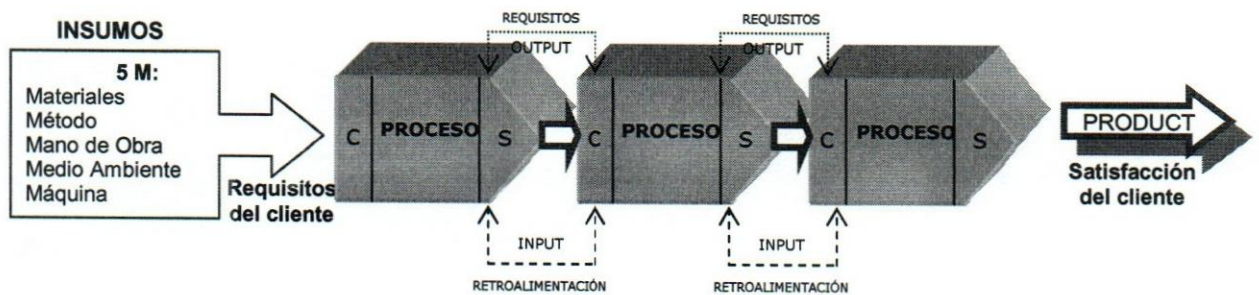 INSUMOS
5 M:
Materiales
Método
Mano de Obra
Medio Ambiente
Máquina
Requisitos
del cliente
REQUISITOS
OUTPUT
REQUISITOS
OUTPUT
C PROCESO S
C PROCESO S
C PROCESO S
INPUT
RETROALIMENTACIÓN
INPUT
RETROALIMENTACIÓN
PRODUCT
Satisfacción
del cliente